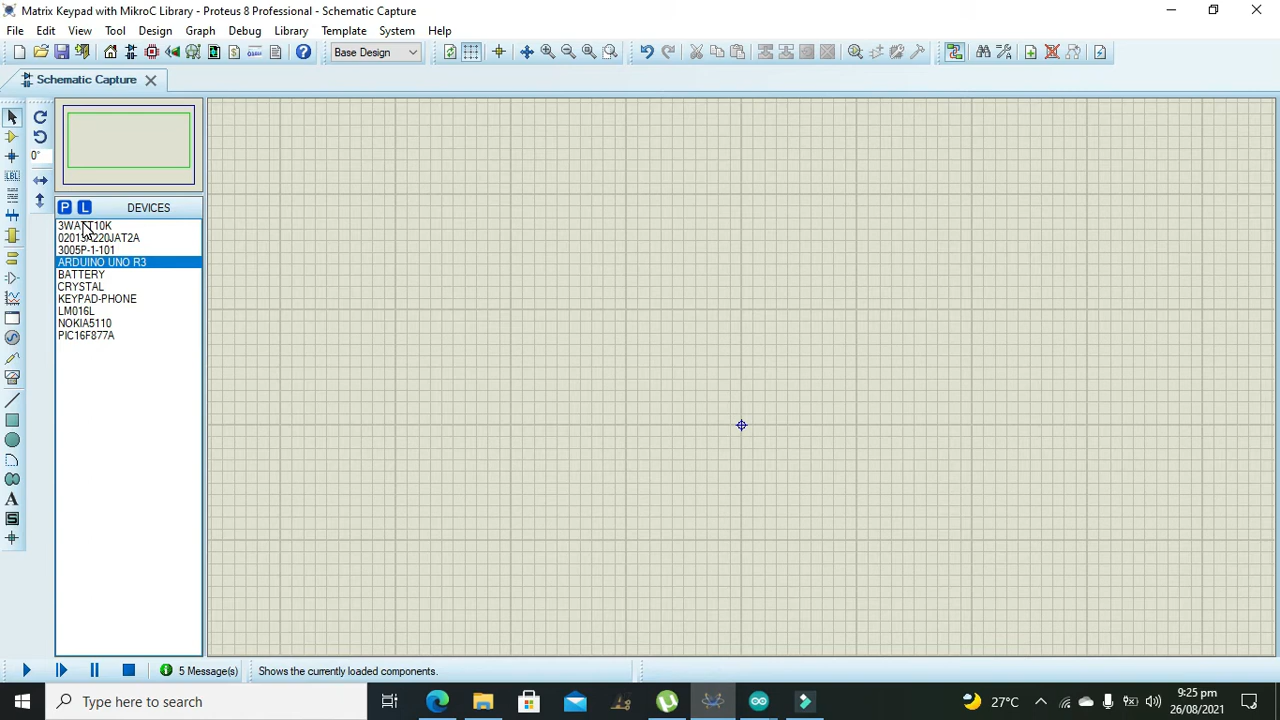 Matrix Keypad with MikroC Library - Proteus 8 Professional - Schematic Capture
File Edit View Tool Design Graph Debug Library Template System Help
Base Design
Schematic Capture
0°
P L DEVICES
LBL
3WATT10K
02013A220JAT2A
3005P-1-101
ARDUINO UNO R3
BATTERY
CRYSTAL
KEYPAD-PHONE
LM016L
NOKIA5110
PIC16F877A
A
S
5 Message(s) Shows the currently loaded components.
Type here to search
27°C
9:25 pm
26/08/2021